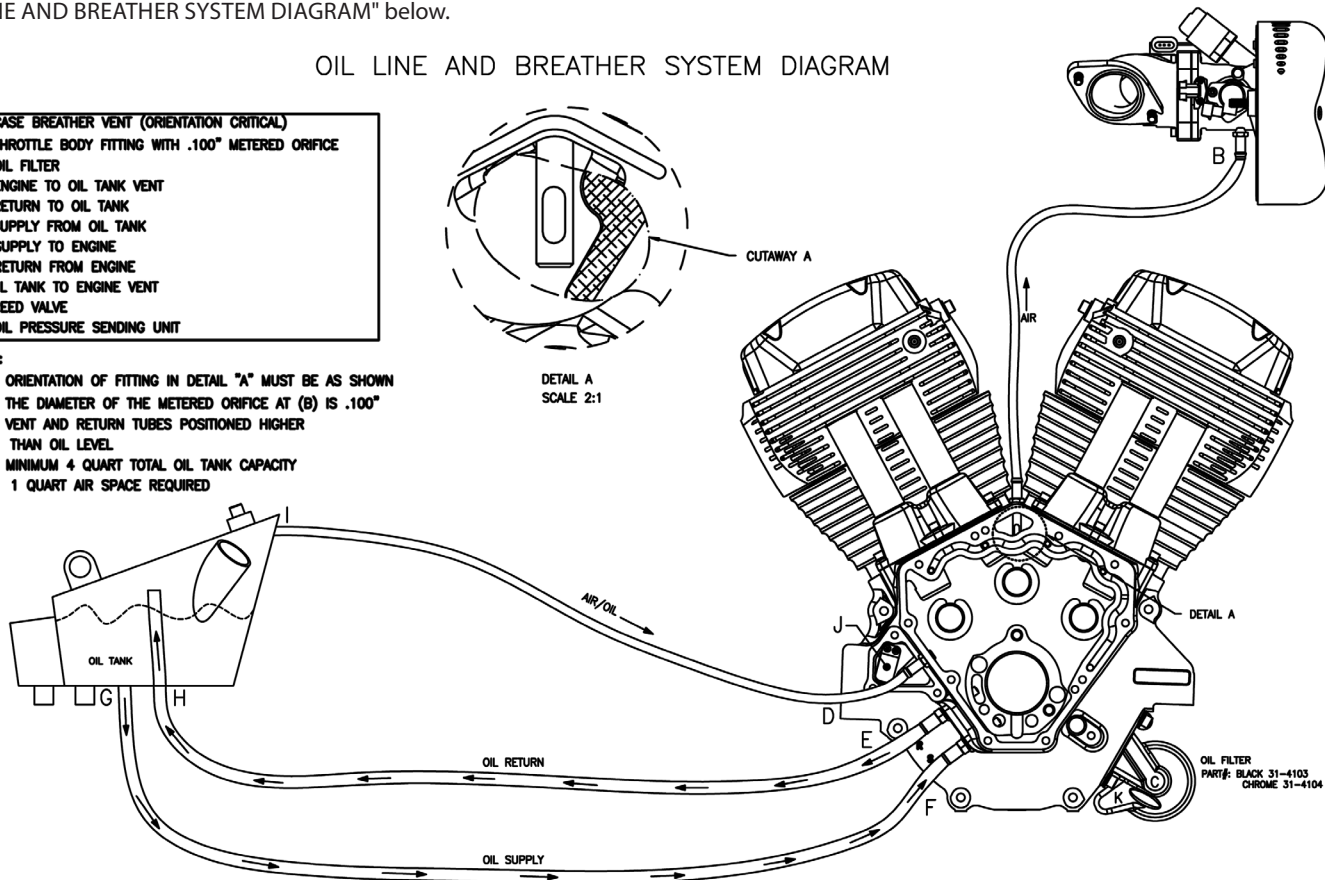 NE AND BREATHER SYSTEM DIAGRAM" below.
OIL LINE AND BREATHER SYSTEM DIAGRAM
CASE BREATHER VENT (ORIENTATION CRITICAL)
THROTTLE BODY FITTING WITH .100" METERED ORIFICE
OIL FILTER
ENGINE TO OIL TANK VENT
RETURN TO OIL TANK
SUPPLY FROM OIL TANK
SUPPLY TO ENGINE
RETURN FROM ENGINE
IL TANK TO ENGINE VENT
EED VALVE
OIL PRESSURE SENDING UNIT
:
ORIENTATION OF FITTING IN DETAIL "A" MUST BE AS SHOWN
THE DIAMETER OF THE METERED ORIFICE AT (B) IS .100"
VENT AND RETURN TUBES POSITIONED HIGHER
THAN OIL LEVEL
MINIMUM 4 QUART TOTAL OIL TANK CAPACITY
1 QUART AIR SPACE REQUIRED
CUTAWAY A
DETAIL A
SCALE 2:1
B
AIR
I
AIR/OIL
J
DETAIL A
OIL TANK
G
H
D
E
R
S
F
OIL RETURN
OIL SUPPLY
C
K
OIL FILTER
PART#: BLACK 31-4103
CHROME 31-4104